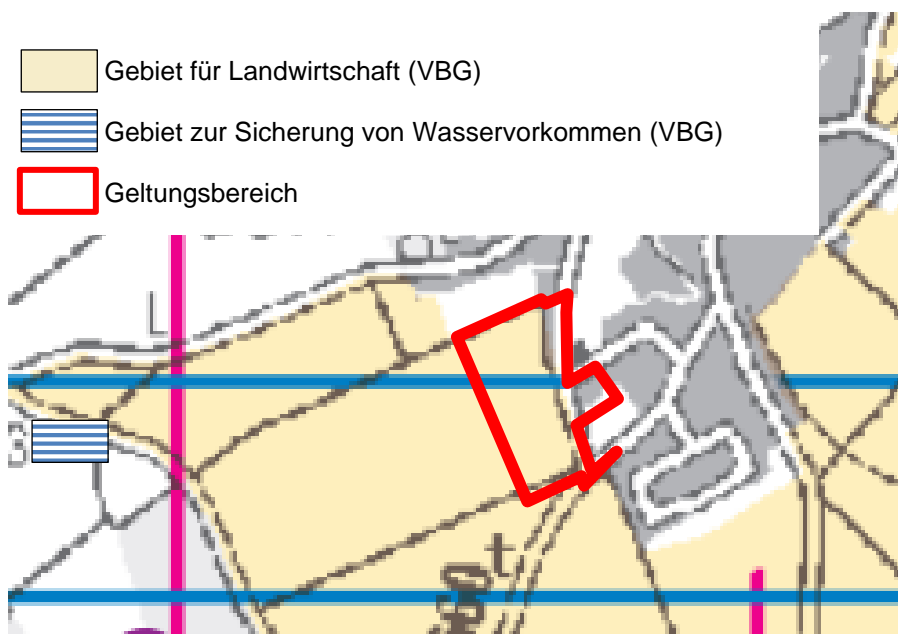 Gebiet für Landwirtschaft (VBG)
Gebiet zur Sicherung von Wasservorkommen (VBG)
Geltungsbereich
L
t